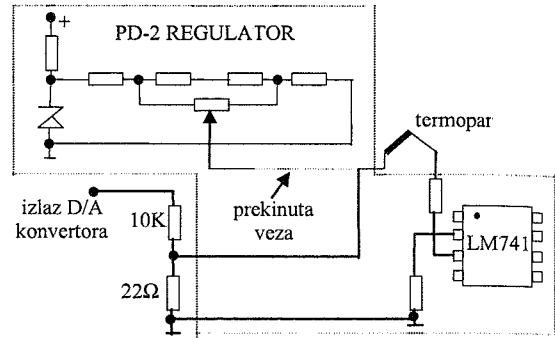 +
PD-2 REGULATOR
termopar
izlaz D/A
konvertora
10K
prekinuta
veza
LM741
22Ω